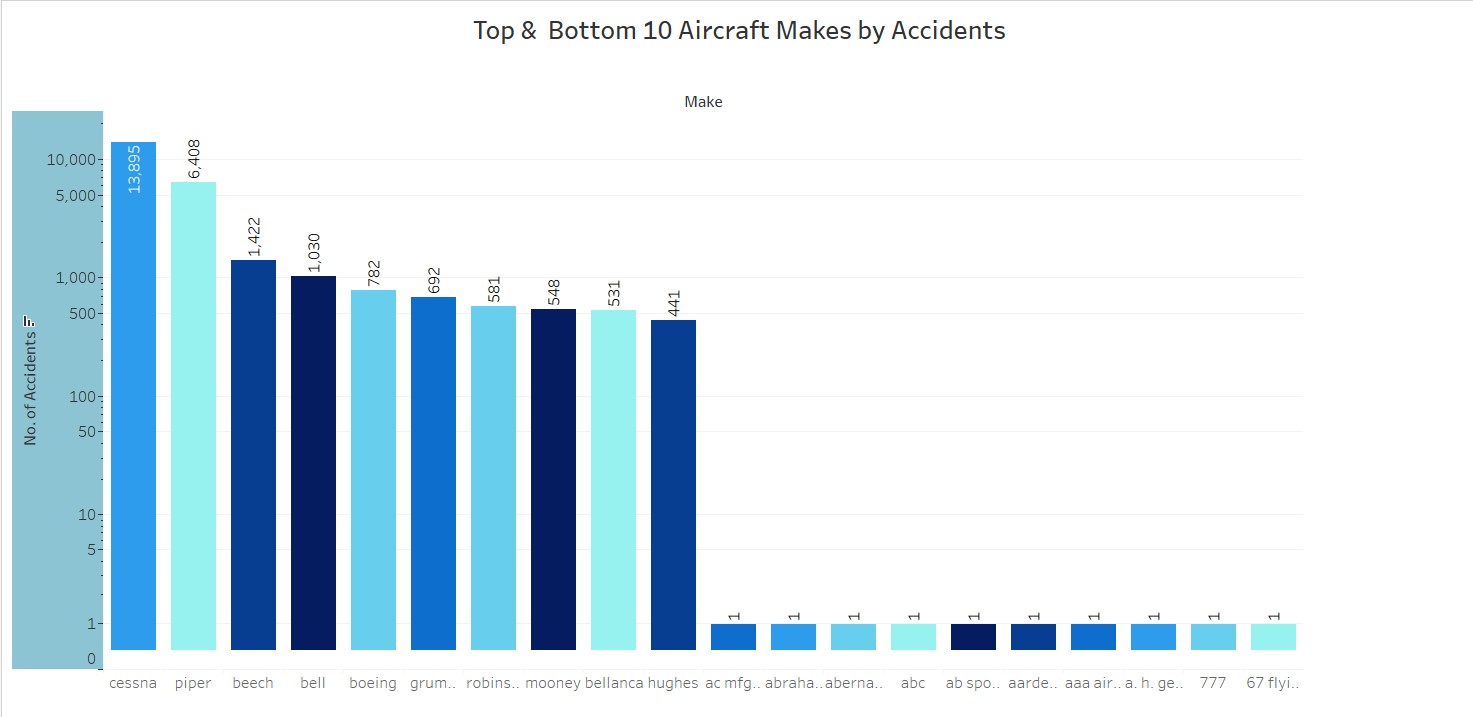 Top & Bottom 10 Aircraft Makes by Accidents
Make
No. of Accidents
10,000
5,000
1,000
500
100
50
10
5
1
0
13,895
6,408
1,422
1,030
782
692
581
548
531
441
1
1
1
1
1
1
1
1
1
1
cessna
piper
beech
bell
boeing
grum..
robins..
mooney
bellanca
hughes
ac mfg..
abraha..
aberna..
abc
ab spo..
aarde..
aaa air..
a. h. ge..
777
67 flyi..